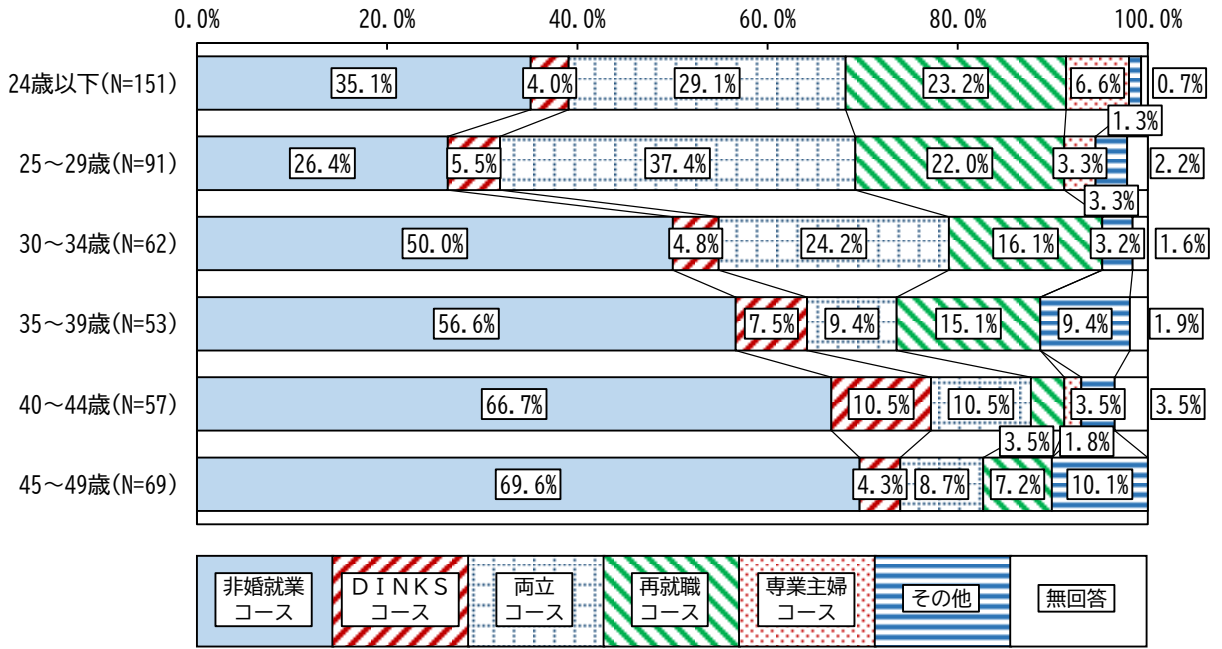 0.0% 20.0% 40.0% 60.0% 80.0% 100.0%
24歳以下(N=151) 35.1% 4.0% 29.1% 23.2% 6.6% 0.7%
1.3%
25～29歳(N=91) 26.4% 5.5% 37.4% 22.0% 3.3% 2.2%
3.3%
30～34歳(N=62) 50.0% 4.8% 24.2% 16.1% 3.2% 1.6%
35～39歳(N=53) 56.6% 7.5% 9.4% 15.1% 9.4% 1.9%
40～44歳(N=57) 66.7% 10.5% 10.5% 3.5% 3.5%
3.5% 1.8%
45～49歳(N=69) 69.6% 4.3% 8.7% 7.2% 10.1%
非婚就業
コース
ＤＩＮＫＳ
コース
両立
コース
再就職
コース
専業主婦
コース
その他
無回答